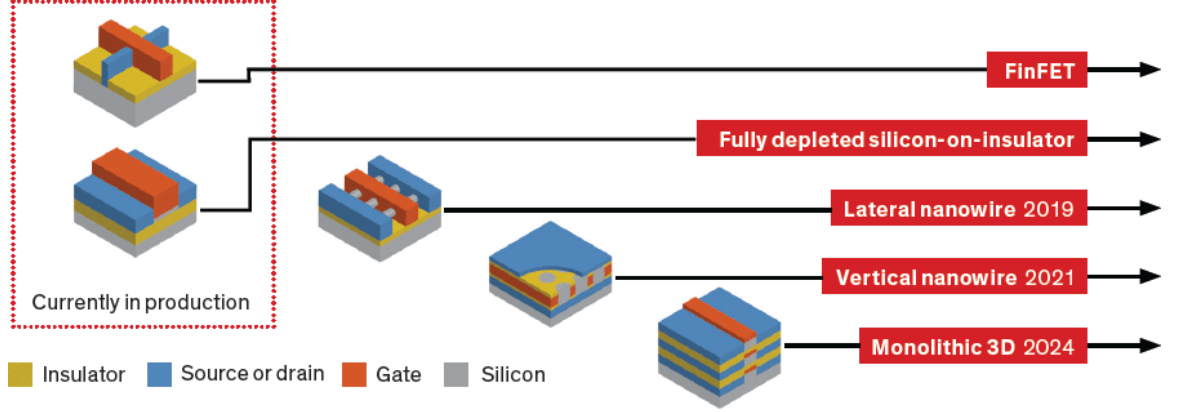 FinFET
Fully depleted silicon-on-insulator
Lateral nanowire 2019
Vertical nanowire 2021
Currently in production
Monolithic 3D 2024
Insulator
Source or drain
Gate
Silicon